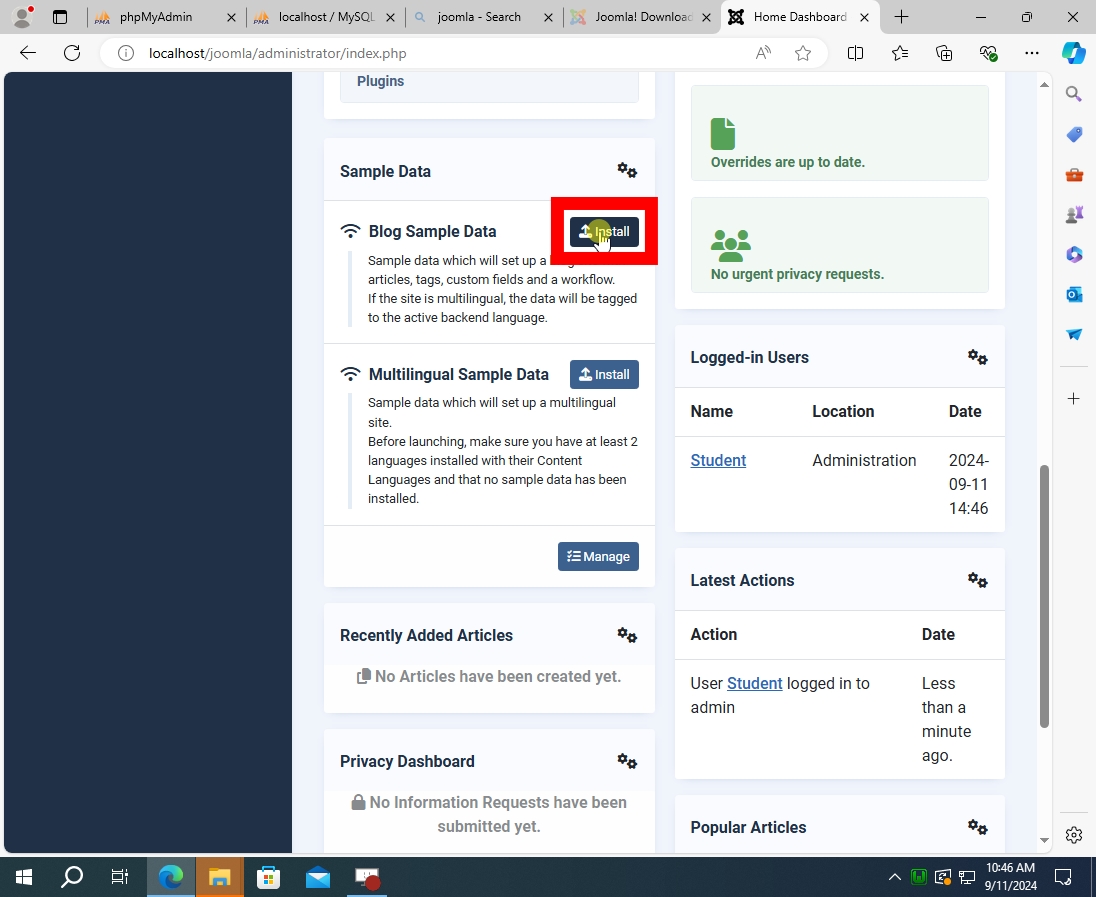 phpMyAdmin
localhost / MySQL
joomla - Search
Joomla! Download
Home Dashboard
localhost/joomla/administrator/index.php
Plugins
Sample Data
Blog Sample Data
Install
Sample data which will set up a
articles, tags, custom fields and a workflow.
If the site is multilingual, the data will be tagged
to the active backend language.
Multilingual Sample Data
Install
Sample data which will set up a multilingual
site.
Before launching, make sure you have at least 2
languages installed with their Content
Languages and that no sample data has been
installed.
Manage
Recently Added Articles
No Articles have been created yet.
Privacy Dashboard
No Information Requests have been
submitted yet.
Overrides are up to date.
No urgent privacy requests.
Logged-in Users
Name Location Date
Student Administration 2024-
09-11
14:46
Latest Actions
Action Date
User Student logged in to
admin
Less
than a
minute
ago.
Popular Articles
10:46 AM
9/11/2024